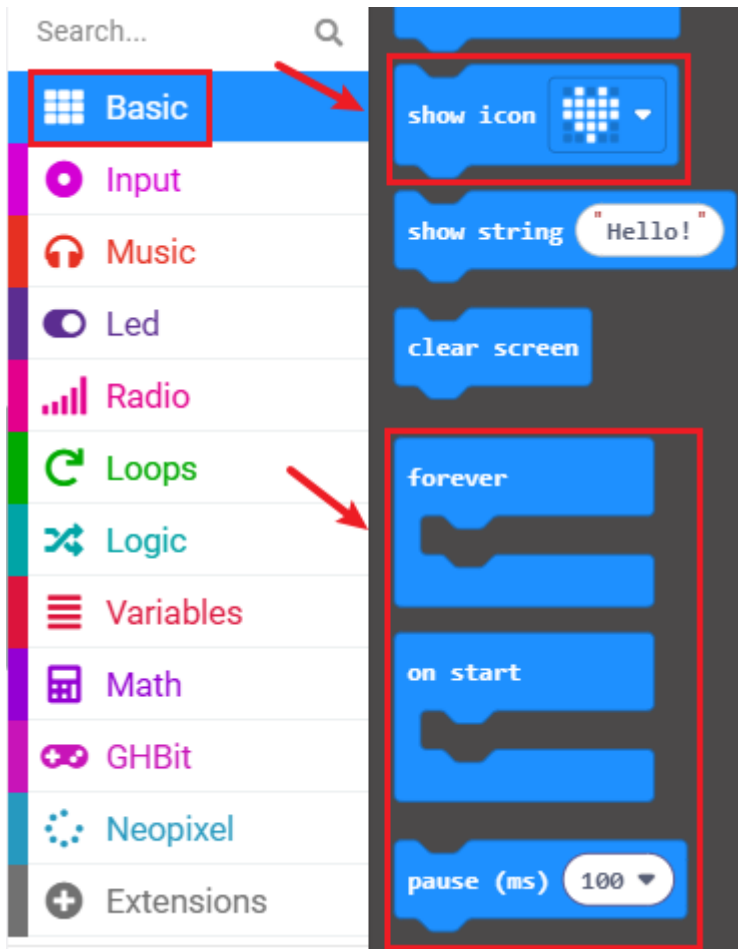 Search...
Basic
Input
Music
Led
Radio
Loops
Logic
Variables
Math
GHBit
Neopixel
Extensions
show icon
show string "Hello!"
clear screen
forever
on start
pause (ms) 100